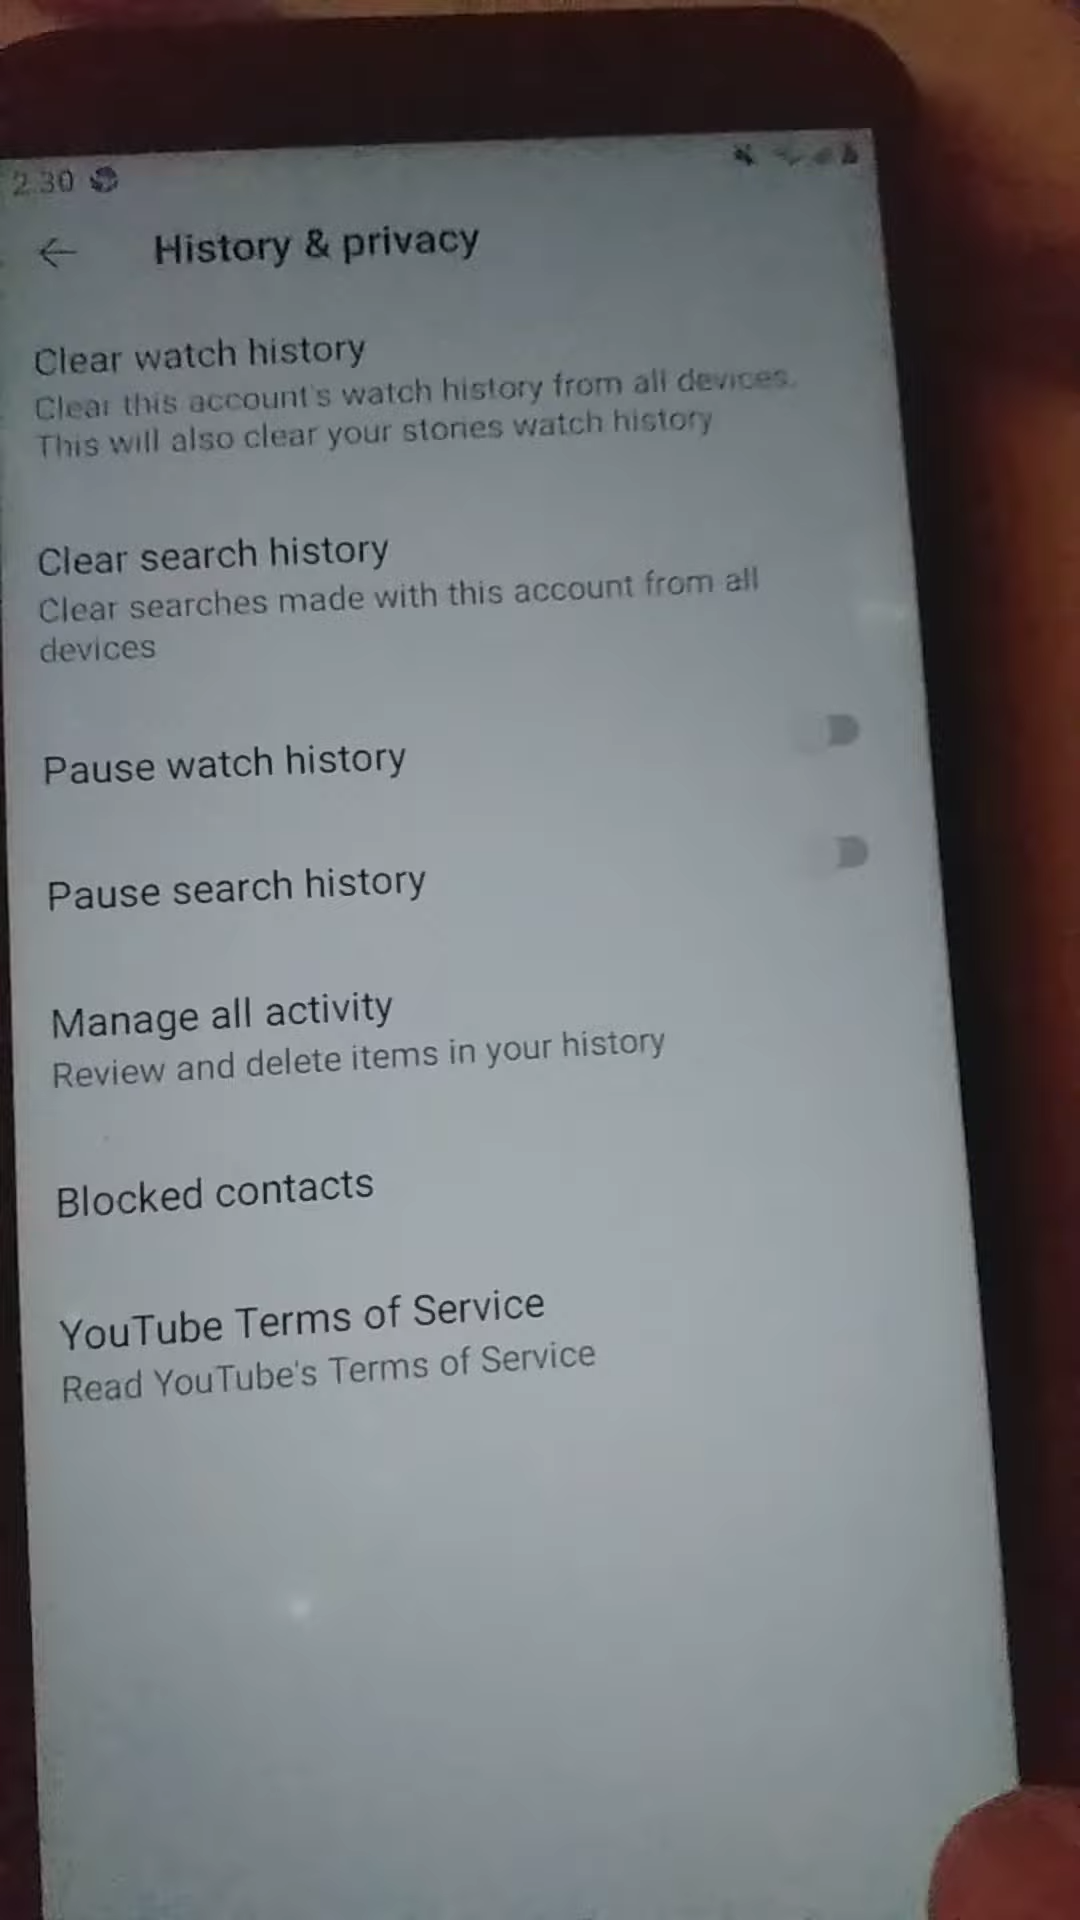 2:30
History & privacy
Clear watch history
Clear this account's watch history from all devices.
This will also clear your stories watch history
Clear search history
Clear searches made with this account from all
devices
Pause watch history
Pause search history
Manage all activity
Review and delete items in your history
Blocked contacts
YouTube Terms of Service
Read YouTube's Terms of Service